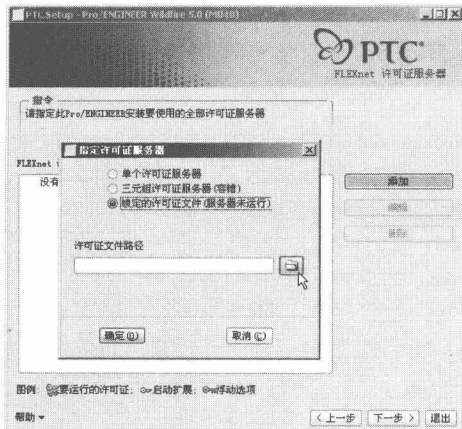 PTC.Setup - Pro/ENGINEER Wildfire 5.0 (M040)
PTC
FLEXnet 许可证服务器
指令
请指定此Pro/ENGINEER安装要使用的全部许可证服务器
FLEXnet
没有
指定许可证服务器
单个许可证服务器
三元组许可证服务器(容错)
锁定的许可证文件(服务器未运行)
许可证文件路径
确定(O)
取消(C)
添加
编辑
删除
图例: 要运行的许可证; 启动扩展; 浮动选项
帮助
< 上一步
下一步 >
退出